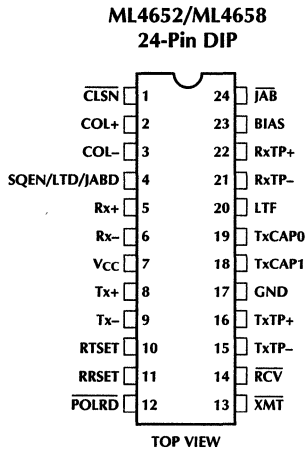 ML4652/ML4658
24-Pin DIP
CLSN 1 24 JAB
COL+ 2 23 BIAS
COL− 3 22 RxTP+
SQEN/LTD/JABD 4 21 RxTP−
Rx+ 5 20 LTF
Rx− 6 19 TxCAP0
VCC 7 18 TxCAP1
Tx+ 8 17 GND
Tx− 9 16 TxTP+
RTSET 10 15 TxTP−
RRSET 11 14 RCV
POLRD 12 13 XMT
TOP VIEW